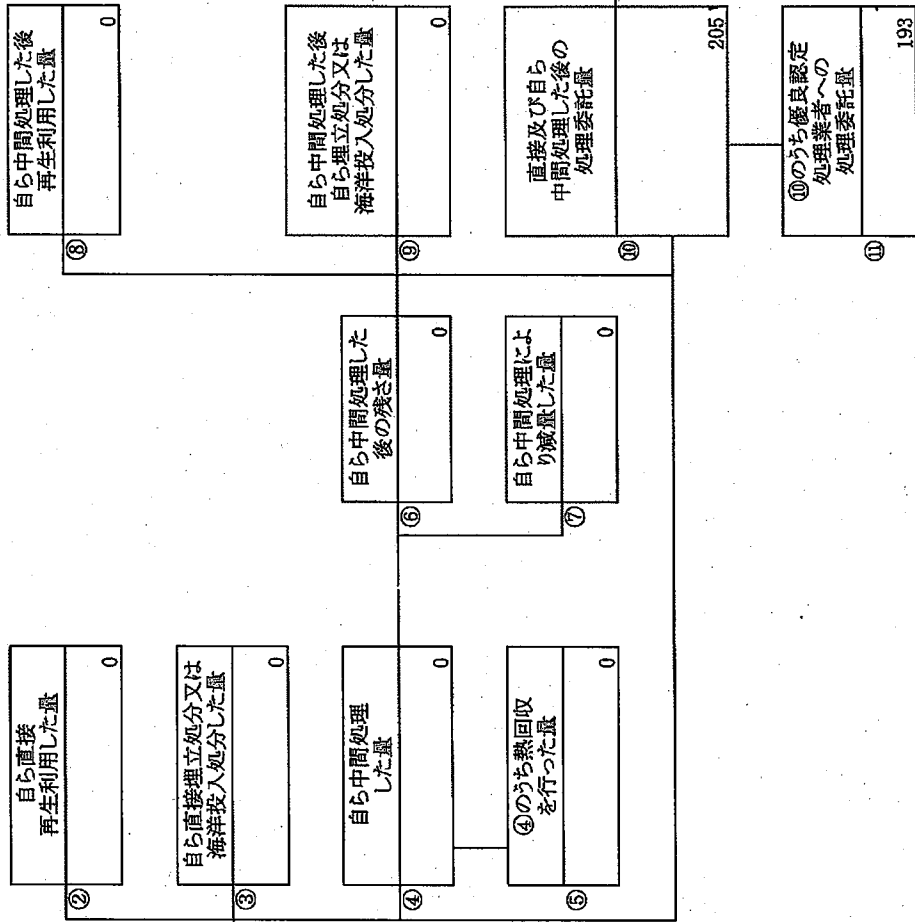 ②
自ら直接
再生利用した量
0
③
自ら直接埋立処分又は
海洋投入処分した量
0
④
自ら中間処理
した量
0
⑤
④のうち熱回収
を行った量
0
⑥
自ら中間処理した
後の残さ量
0
⑦
自ら中間処理によ
り減量した量
0
⑧
自ら中間処理した後
再生利用した量
0
⑨
自ら中間処理した後
自ら埋立処分又は
海洋投入処分した量
0
⑩
直接及び自ら
中間処理した後の
処理委託量
205
⑪
⑩のうち優良認定
処理業者への
処理委託量
193